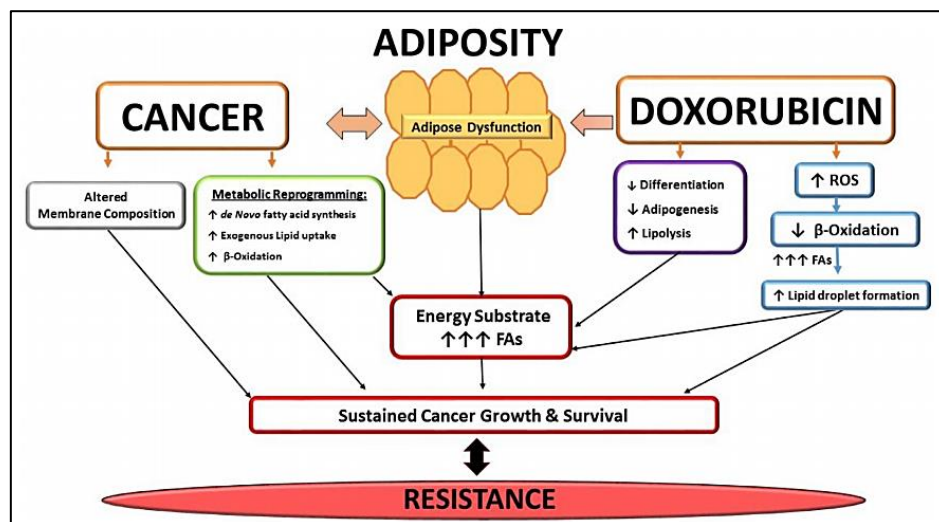 ADIPOSITY
CANCER
Adipose Dysfunction
DOXORUBICIN
Altered
Membrane Composition
Metabolic Reprogramming:
↑ de Novo fatty acid synthesis
↑ Exogenous Lipid uptake
↑ β-Oxidation
↓ Differentiation
↓ Adipogenesis
↑ Lipolysis
↑ ROS
↓ β-Oxidation
↑↑↑ FAs
↑ Lipid droplet formation
Energy Substrate
↑↑↑ FAs
Sustained Cancer Growth & Survival
RESISTANCE